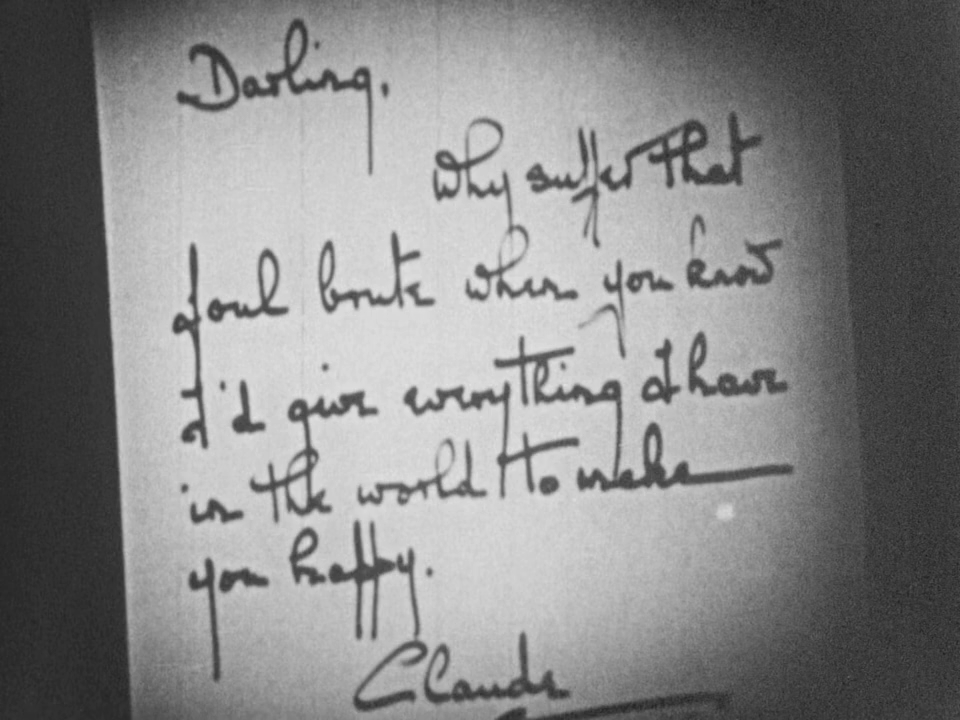 Darling,
Why suffer that
foul brute when you know
I'd give everything I have
in the world to make
you happy.
Claude